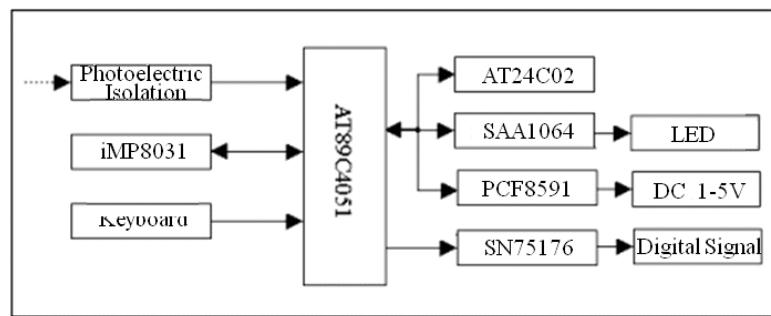 Photoelectric
Isolation
iMP8031
Keyboard
AT89C4051
AT24C02
SAA1064
LED
PCF8591
DC 1-5V
SN75176
Digital Signal